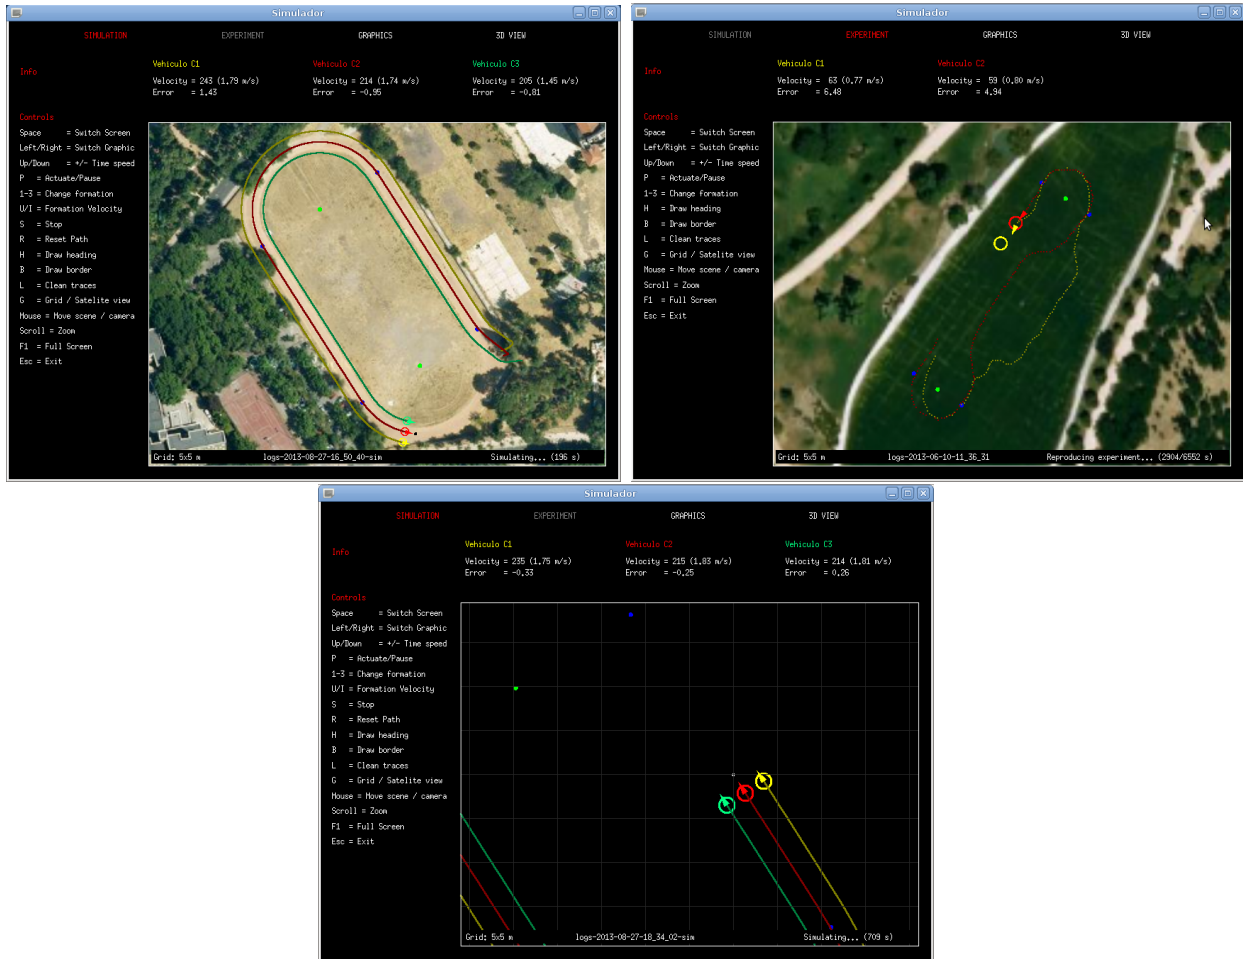 Simulador
SIMULATION EXPERIMENT GRAPHICS 3D VIEW
Info
Vehiculo C1 Vehiculo C2 Vehiculo C3
Velocity = 243 (1.79 m/s) Velocity = 214 (1.74 m/s) Velocity = 205 (1.45 m/s)
Error = 1.43 Error = -0.95 Error = -0.81
Controls
Space = Switch Screen
Left/Right = Switch Graphic
Up/Down = +/- Time speed
P = Actuate/Pause
1-3 = Change formation
U/I = Formation Velocity
S = Stop
R = Reset Path
H = Draw heading
B = Draw border
L = Clean traces
G = Grid / Satelite view
Mouse = Move scene / camera
Scroll = Zoom
F1 = Full Screen
Esc = Exit
Grid: 5x5 m logs-2013-08-27-16_50_40-sim Simulating... (196 s)
Simulador
SIMULATION EXPERIMENT GRAPHICS 3D VIEW
Info
Vehiculo C1 Vehiculo C2
Velocity = 63 (0.77 m/s) Velocity = 59 (0.80 m/s)
Error = 6.48 Error = 4.94
Controls
Space = Switch Screen
Left/Right = Switch Graphic
Up/Down = +/- Time speed
P = Actuate/Pause
1-3 = Change formation
H = Draw heading
B = Draw border
L = Clean traces
G = Grid / Satelite view
Mouse = Move scene / camera
Scroll = Zoom
F1 = Full Screen
Esc = Exit
Grid: 5x5 m logs-2013-06-10-11_36_31 Reproducing experiment... (2904/6552 s)
Simulador
SIMULATION EXPERIMENT GRAPHICS 3D VIEW
Info
Vehiculo C1 Vehiculo C2 Vehiculo C3
Velocity = 235 (1.75 m/s) Velocity = 215 (1.83 m/s) Velocity = 214 (1.81 m/s)
Error = -0.33 Error = -0.25 Error = 0.26
Controls
Space = Switch Screen
Left/Right = Switch Graphic
Up/Down = +/- Time speed
P = Actuate/Pause
1-3 = Change formation
U/I = Formation Velocity
S = Stop
R = Reset Path
H = Draw heading
B = Draw border
L = Clean traces
G = Grid / Satelite view
Mouse = Move scene / camera
Scroll = Zoom
F1 = Full Screen
Esc = Exit
Grid: 5x5 m logs-2013-08-27-18_34_02-sim Simulating... (709 s)